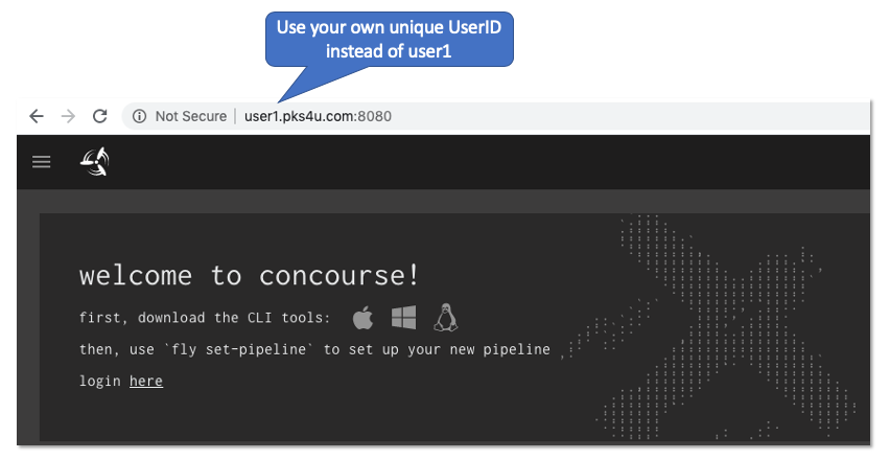 Use your own unique UserID
instead of user1
Not Secure | user1.pks4u.com:8080
welcome to concourse!
first, download the CLI tools:
then, use `fly set-pipeline` to set up your new pipeline
login here